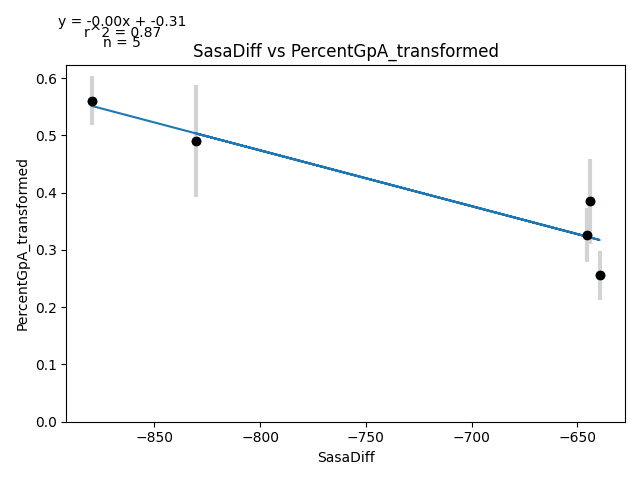 y = -0.00x + -0.31
r^2 = 0.87
n = 5
SasaDiff vs PercentGpA_transformed
0.6
0.5
0.4
0.3
0.2
0.1
0.0
PercentGpA_transformed
−850 −800 −750 −700 −650
SasaDiff